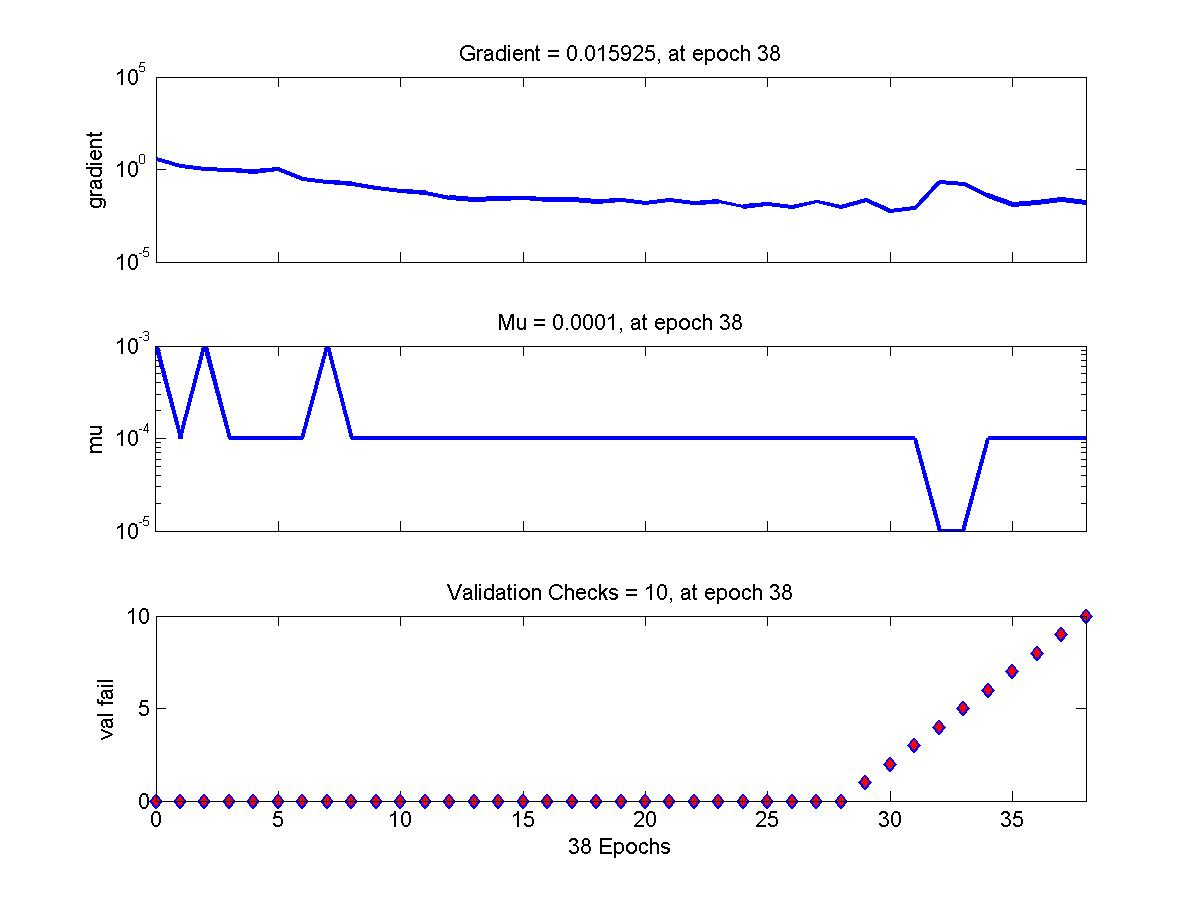 Gradient = 0.015925, at epoch 38
10^5
10^0
10^-5
gradient
Mu = 0.0001, at epoch 38
10^-3
10^-4
10^-5
mu
Validation Checks = 10, at epoch 38
10
5
0
val fail
0 5 10 15 20 25 30 35
38 Epochs